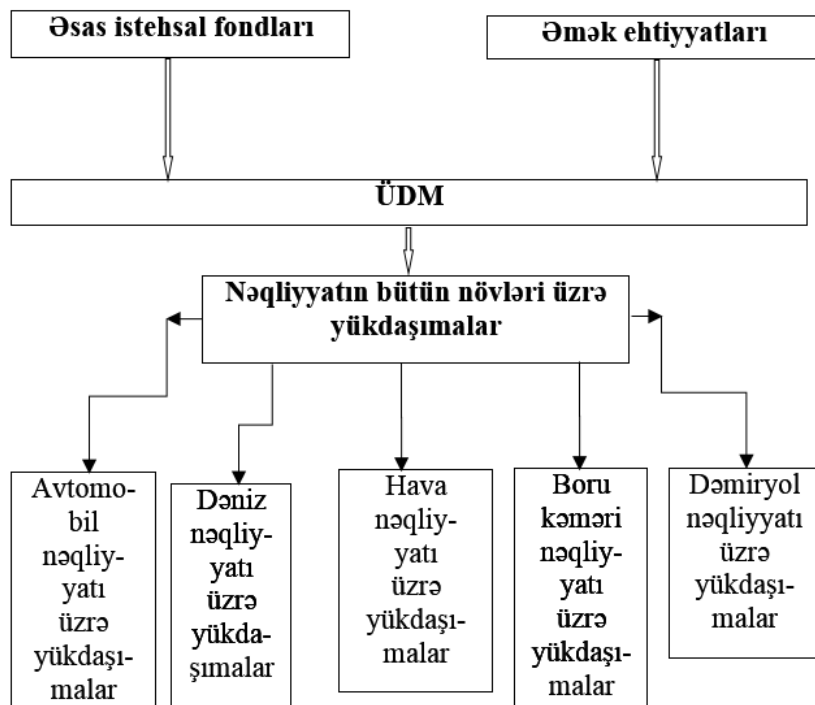 Əsas istehsal fondları
Əmək ehtiyyatları
ÜDM
Nəqliyyatın bütün növləri üzrə
yükdaşımalar
Avtomo-
bil
nəqliy-
yatı
üzrə
yükdaşı-
malar
Dəniz
nəqliy-
yatı
üzrə
yükda-
şımalar
Hava
nəqliy-
yatı
üzrə
yükdaşı-
malar
Boru
kəməri
nəqliy-
yatı
üzrə
yükdaşı-
malar
Dəmiryol
nəqliyyatı
üzrə
yükdaşı-
malar